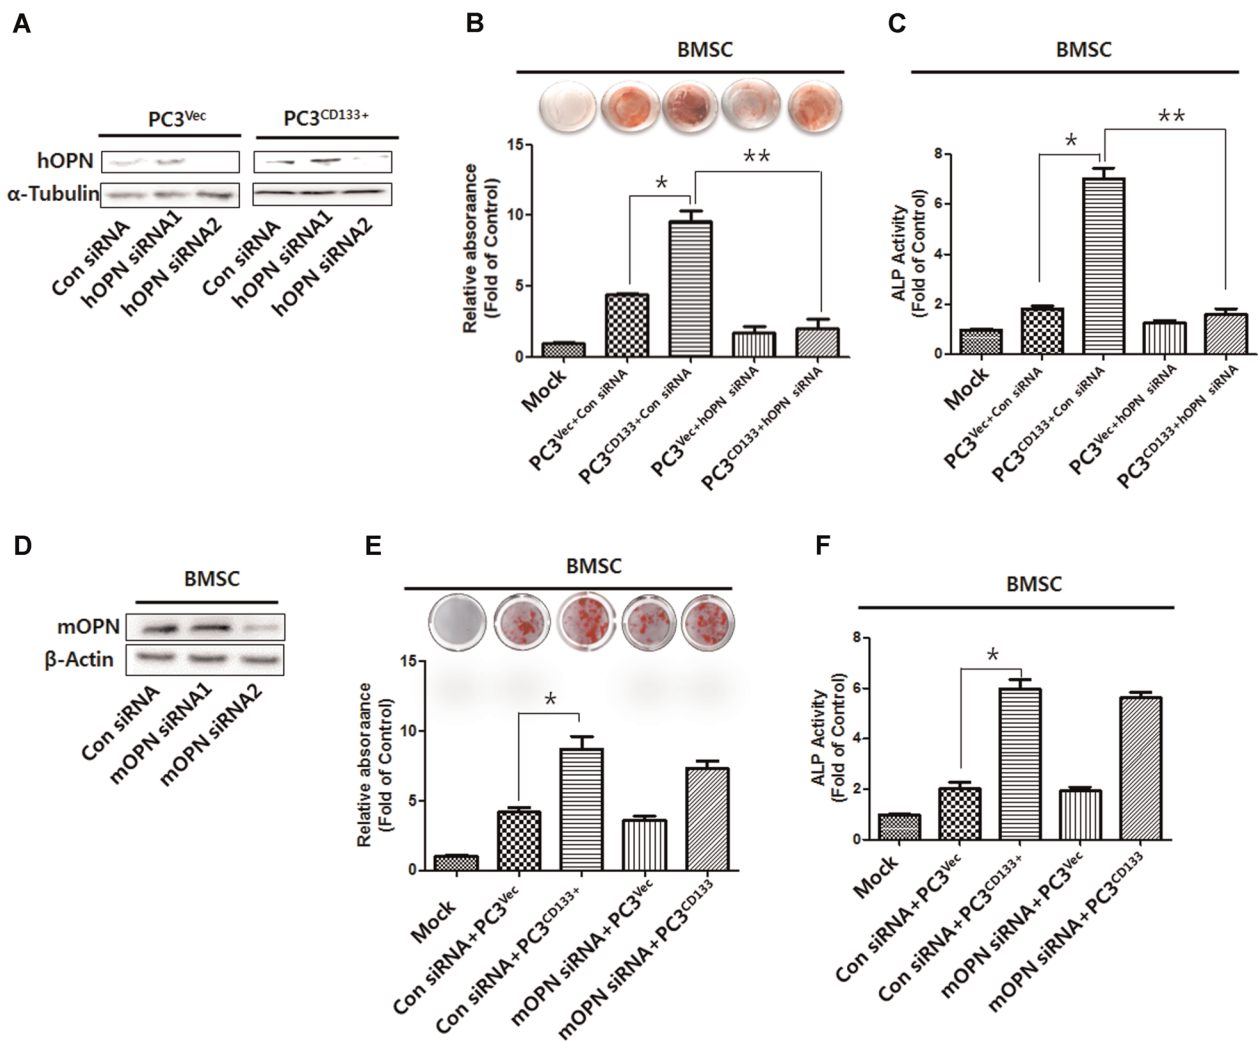 A
PC3Vec
PC3CD133+
hOPN
α-Tubulin
Con siRNA
hOPN siRNA1
hOPN siRNA2
Con siRNA
hOPN siRNA1
hOPN siRNA2
B
BMSC
Relative absoraance
(Fold of Control)
15
10
5
0
*
**
Mock
PC3Vec+Con siRNA
PC3CD133+Con siRNA
PC3Vec+hOPN siRNA
PC3CD133+hOPN siRNA
C
BMSC
ALP Activity
(Fold of Control)
8
6
4
2
0
*
**
Mock
PC3Vec+Con siRNA
PC3CD133+Con siRNA
PC3Vec+hOPN siRNA
PC3CD133+hOPN siRNA
D
BMSC
mOPN
β-Actin
Con siRNA
mOPN siRNA1
mOPN siRNA2
E
BMSC
Relative absoraance
(Fold of Control)
15
10
5
0
*
Mock
Con siRNA+PC3Vec
Con siRNA+PC3CD133+
mOPN siRNA+PC3Vec
mOPN siRNA+PC3CD133
F
BMSC
ALP Activity
(Fold of Control)
8
6
4
2
0
*
Mock
Con siRNA+PC3Vec
Con siRNA+PC3CD133+
mOPN siRNA+PC3Vec
mOPN siRNA+PC3CD133